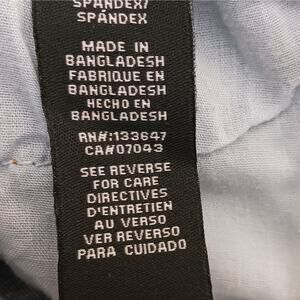 SPANDEX/
SPÁNDEX
MADE IN
BANGLADESH
FABRIQUE EN
BANGLADESH
HECHO EN
BANGLADESH
RN#:133647
CA#07043
SEE REVERSE
FOR CARE
DIRECTIVES
D'ENTRETIEN
AU VERSO
VER REVERSO
PARA CUIDADO